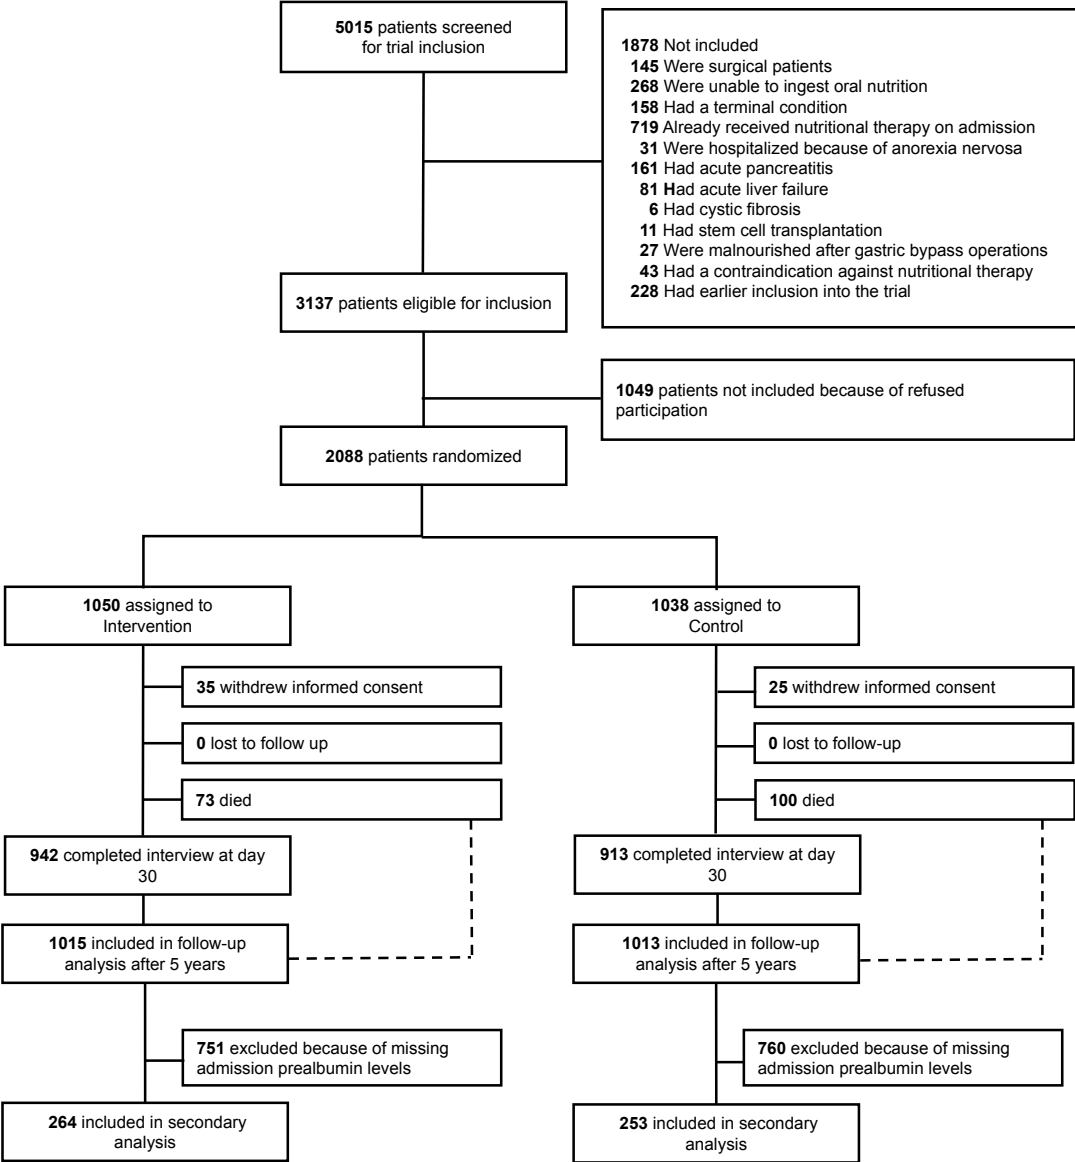 5015 patients screened
for trial inclusion
1878 Not included
145 Were surgical patients
268 Were unable to ingest oral nutrition
158 Had a terminal condition
719 Already received nutritional therapy on admission
31 Were hospitalized because of anorexia nervosa
161 Had acute pancreatitis
81 Had acute liver failure
6 Had cystic fibrosis
11 Had stem cell transplantation
27 Were malnourished after gastric bypass operations
43 Had a contraindication against nutritional therapy
228 Had earlier inclusion into the trial
3137 patients eligible for inclusion
1049 patients not included because of refused
participation
2088 patients randomized
1050 assigned to
Intervention
35 withdrew informed consent
0 lost to follow up
73 died
942 completed interview at day
30
1015 included in follow-up
analysis after 5 years
751 excluded because of missing
admission prealbumin levels
264 included in secondary
analysis
1038 assigned to
Control
25 withdrew informed consent
0 lost to follow-up
100 died
913 completed interview at day
30
1013 included in follow-up
analysis after 5 years
760 excluded because of missing
admission prealbumin levels
253 included in secondary
analysis